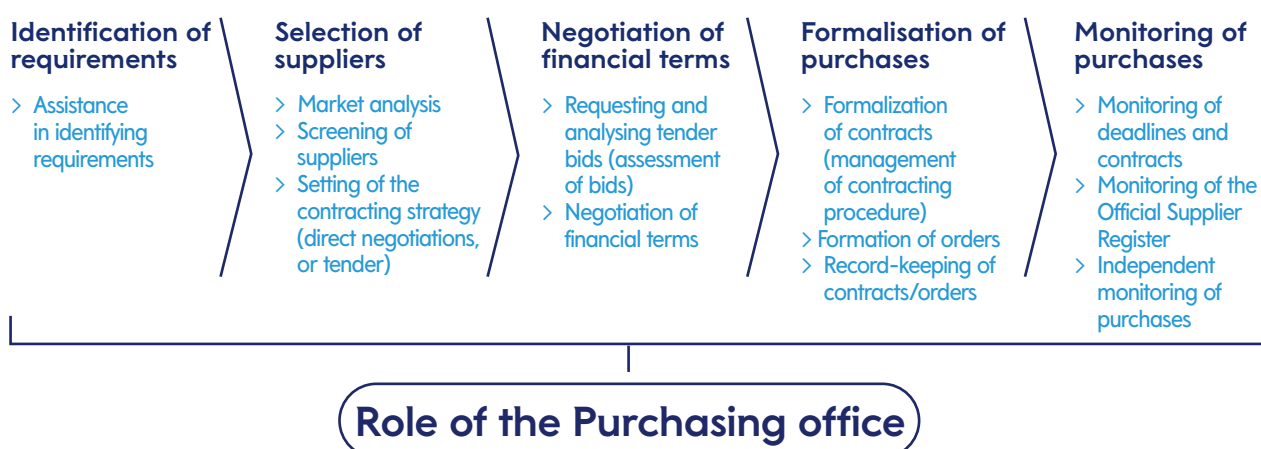 Identification of
requirements
> Assistance
in identifying
requirements
Selection of
suppliers
> Market analysis
> Screening of
suppliers
> Setting of the
contracting strategy
(direct negotiations,
or tender)
Negotiation of
financial terms
> Requesting and
analysing tender
bids (assessment
of bids)
> Negotiation of
financial terms
Formalisation of
purchases
> Formalization
of contracts
(management
of contracting
procedure)
> Formation of orders
> Record-keeping of
contracts/orders
Monitoring of
purchases
> Monitoring of
deadlines and
contracts
> Monitoring of the
Official Supplier
Register
> Independent
monitoring of
purchases
Role of the Purchasing office